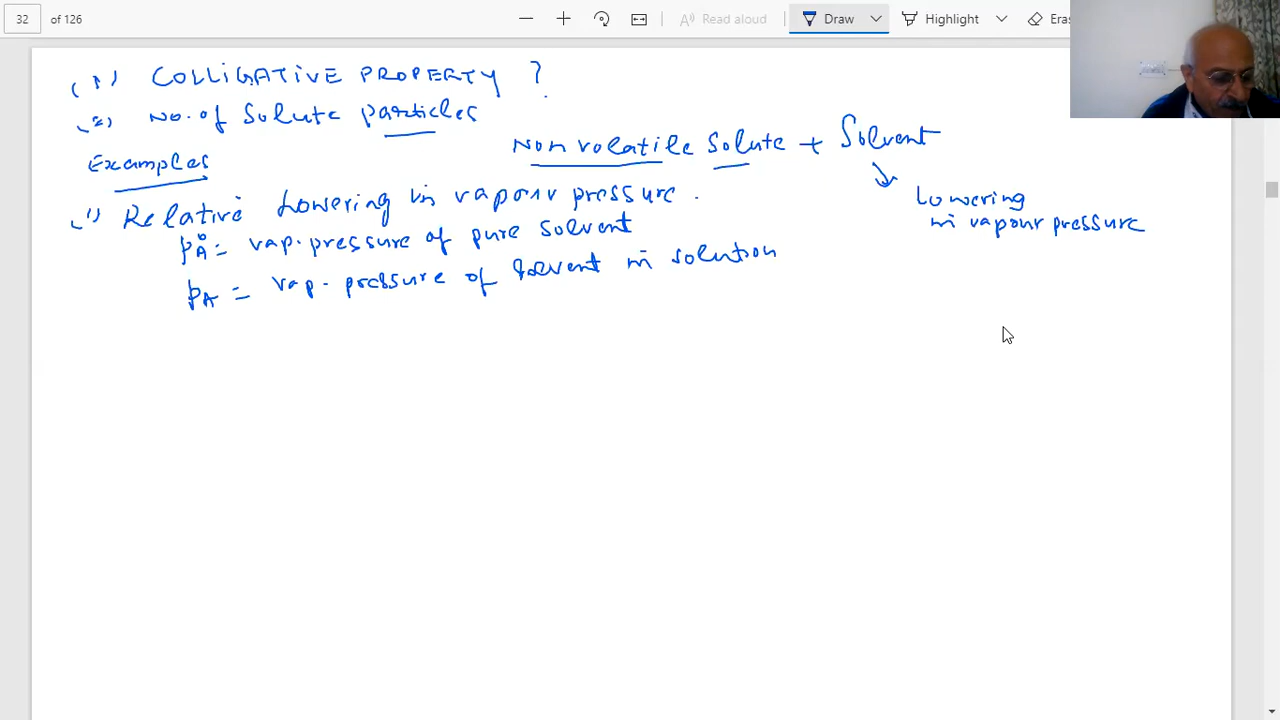 32 of 126
Read aloud
Draw
Highlight
Eras
(1) COLLIGATIVE PROPERTY ?
(2) No. of Solute particles
Non volatile Solute + Solvent
Examples
Lowering
in vapour pressure
(1) Relative Lowering in vapour pressure.
p°A = vap. pressure of pure solvent
pA = vap. pressure of solvent in solution